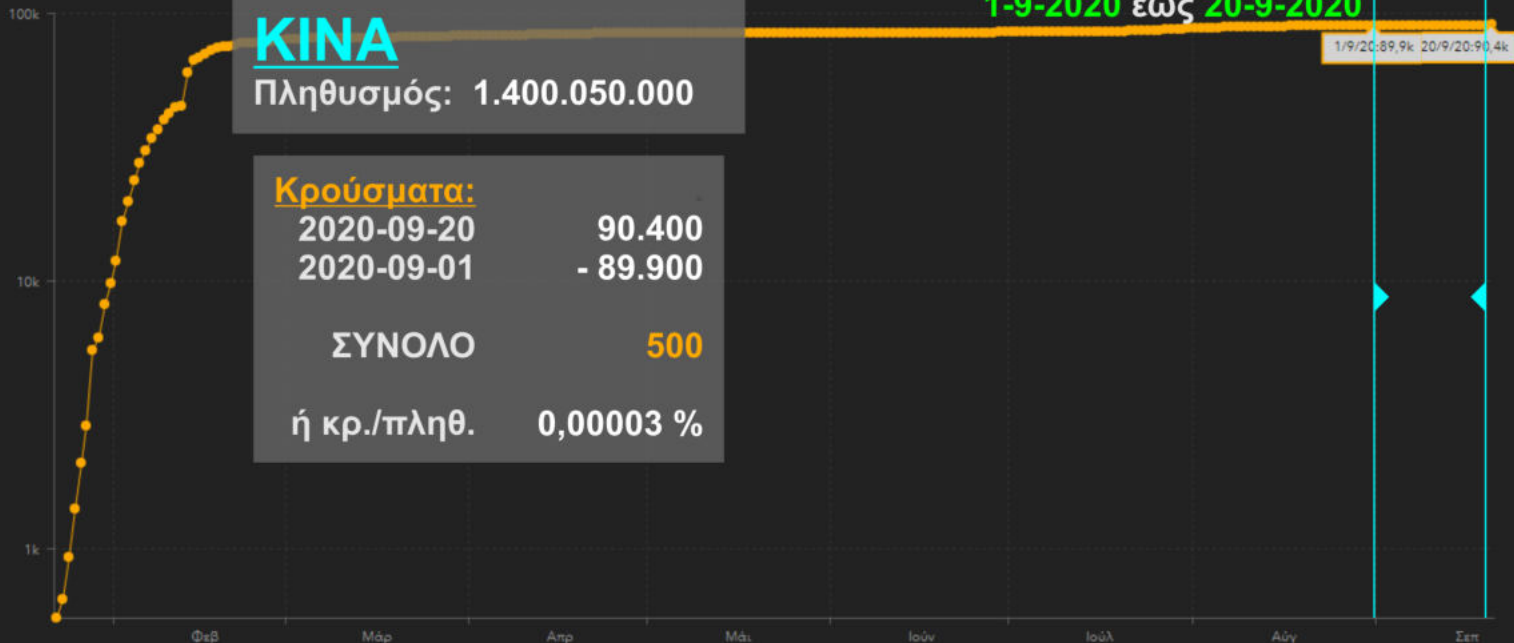 100k
1-9-2020 έως 20-9-2020
ΚΙΝΑ
1/9/20:89,9k 20/9/20:90,4k
Πληθυσμός: 1.400.050.000
Κρούσματα:
2020-09-20 90.400
2020-09-01 - 89.900
10k
ΣΥΝΟΛΟ 500
ή κρ./πληθ. 0,00003 %
1k
Φεβ Μάρ Απρ Μάι Ιούν Ιούλ Αύγ Σεπ